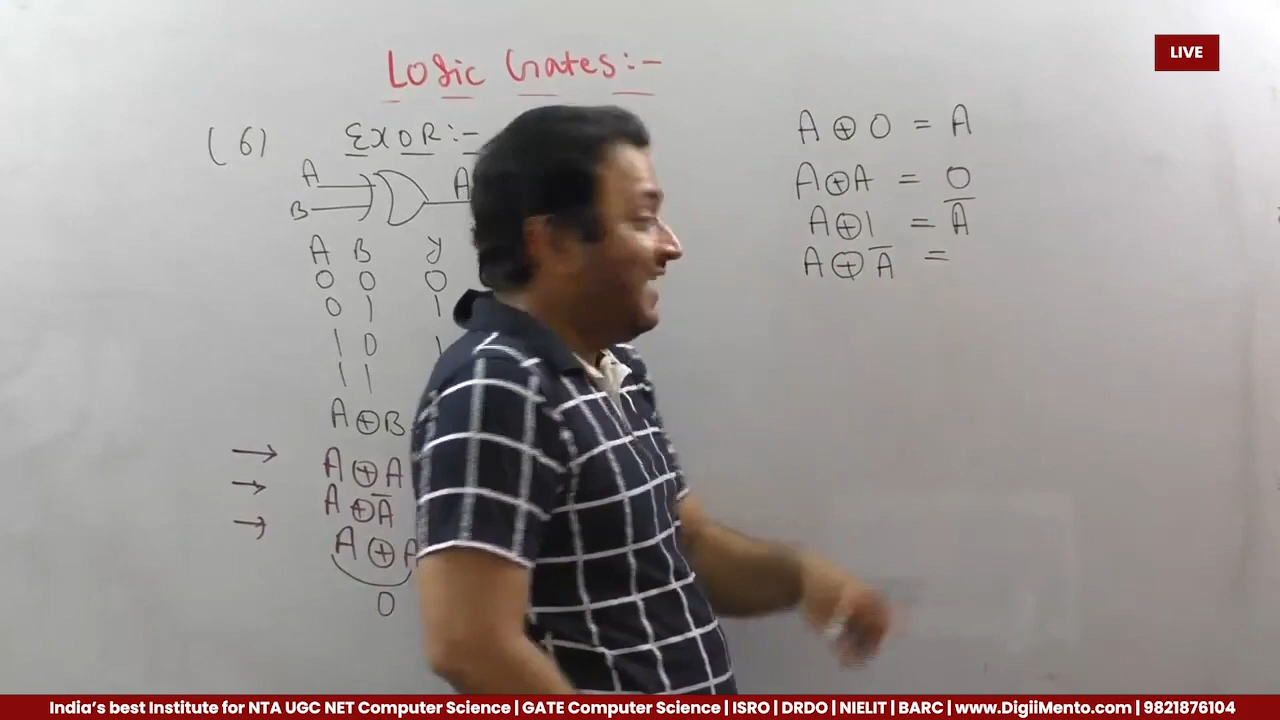 LIVE
Logic Gates:-
(6) EXOR:-
A
B
A
A B y
0 0 0
0 1 1
1 0 1
1 1
A⊕B
→ A⊕A
→ A⊕A̅
→ A⊕A
0
A⊕0 = A
A⊕A = 0
A⊕1 = A̅
A⊕A̅ =
India's best Institute for NTA UGC NET Computer Science | GATE Computer Science | ISRO | DRDO | NIELIT | BARC | www.DigiiMento.com | 9821876104